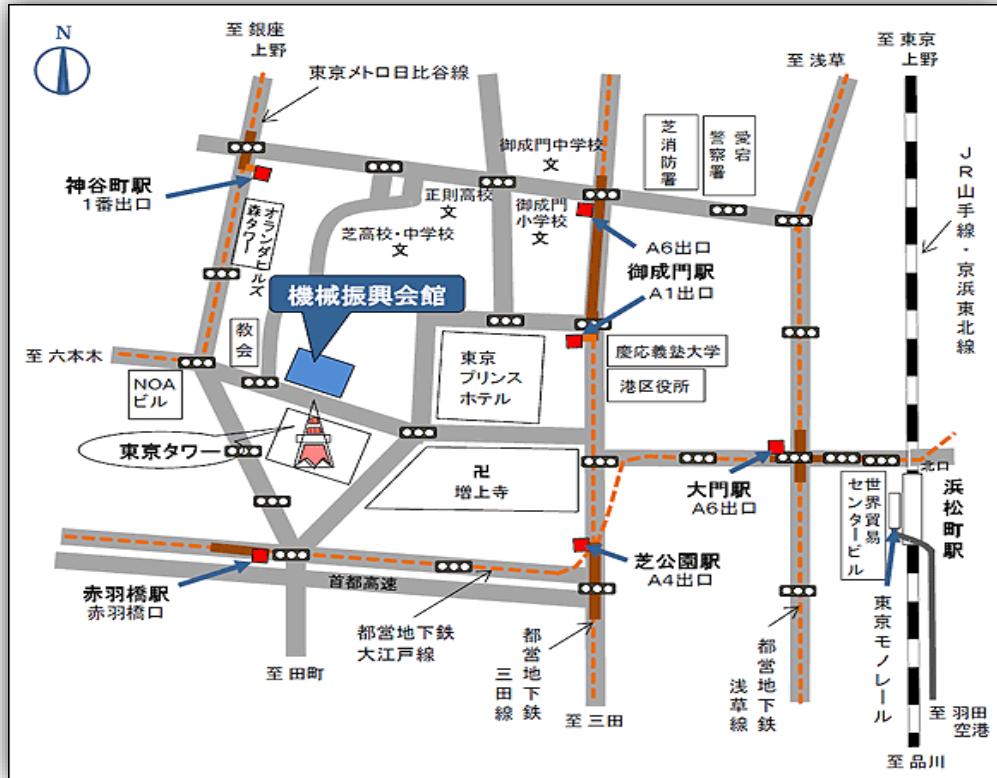 N
至 銀座
上野
東京メトロ日比谷線
至 浅草
至 東京
上野
御成門中学校
文
芝消防署
愛宕
警察署
JR山手線・京浜東北線
神谷町駅
1番出口
正則高校
文
御成門
小学校
文
芝高校・中学校
文
オランダヒルズ
森タワー
A6出口
御成門駅
A1出口
機械振興会館
教会
至 六本木
NOA
ビル
東京
プリンス
ホテル
慶応義塾大学
港区役所
東京タワー
卍
増上寺
大門駅
A6出口
北口
浜松町駅
世界貿易
センタービル
芝公園駅
A4出口
赤羽橋駅
赤羽橋口
首都高速
都営地下鉄
大江戸線
都営地下鉄
三田線
都営地下鉄
浅草線
東京モノレール
至 田町
至 三田
至 羽田
空港
至 品川